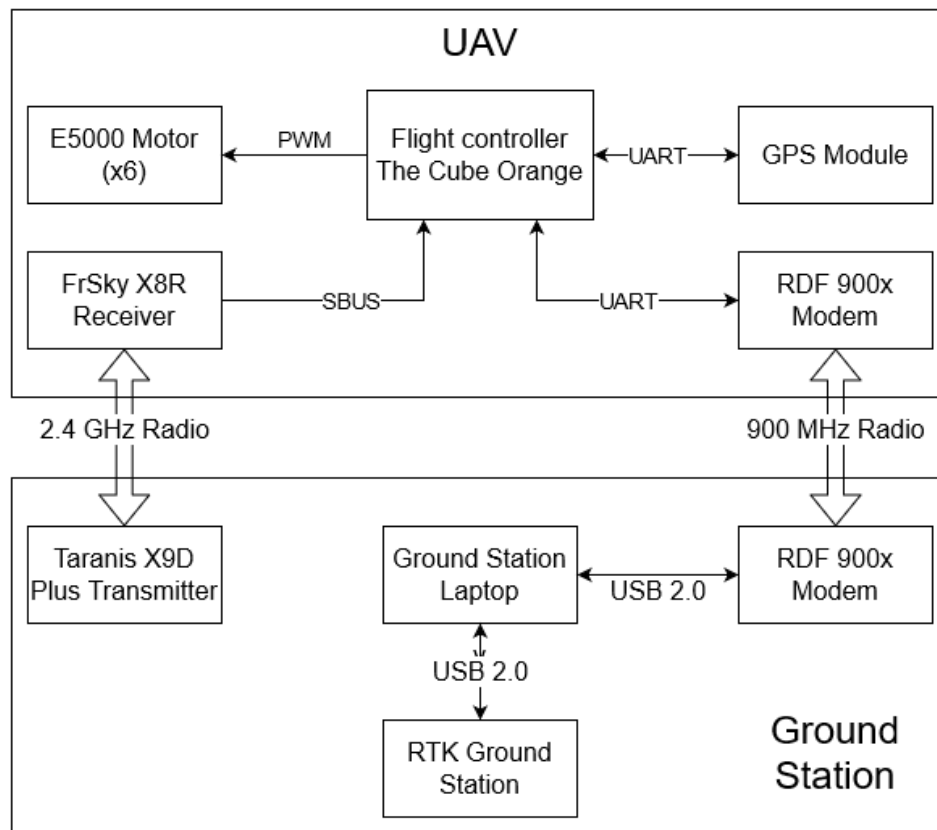 UAV
E5000 Motor
(x6)
PWM
Flight controller
The Cube Orange
UART
GPS Module
FrSky X8R
Receiver
SBUS
UART
RDF 900x
Modem
2.4 GHz Radio
900 MHz Radio
Taranis X9D
Plus Transmitter
Ground Station
Laptop
USB 2.0
RDF 900x
Modem
USB 2.0
RTK Ground
Station
Ground
Station